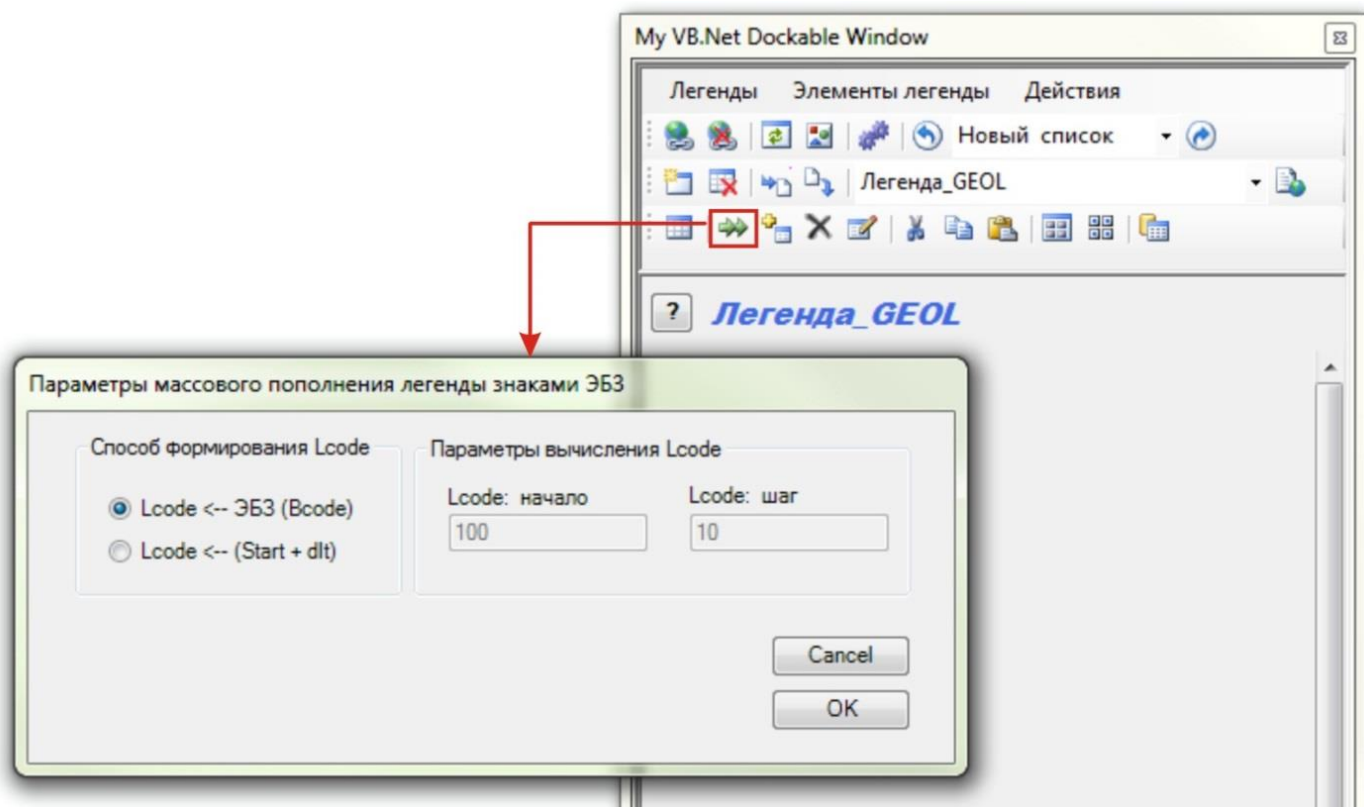 My VB.Net Dockable Window
Легенды Элементы легенды Действия
Новый список
Легенда_GEOL
? Легенда_GEOL
Параметры массового пополнения легенды знаками ЭБЗ
Способ формирования Lcode
Lcode <-- ЭБЗ (Bcode)
Lcode <-- (Start + dlt)
Параметры вычисления Lcode
Lcode: начало Lcode: шаг
100 10
Cancel
OK